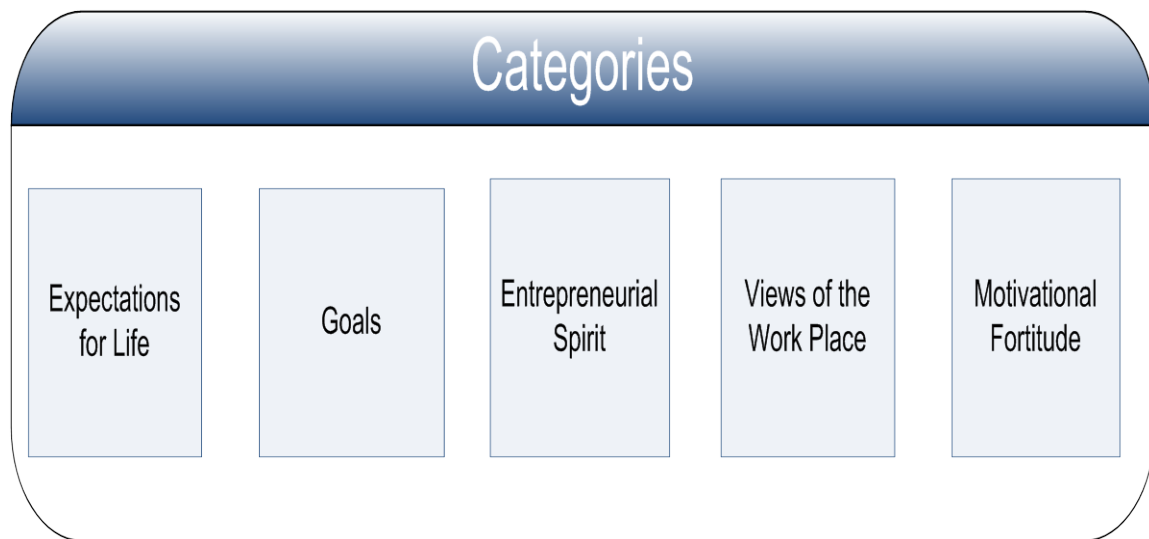 Categories
Expectations
for Life
Goals
Entrepreneurial
Spirit
Views of the
Work Place
Motivational
Fortitude